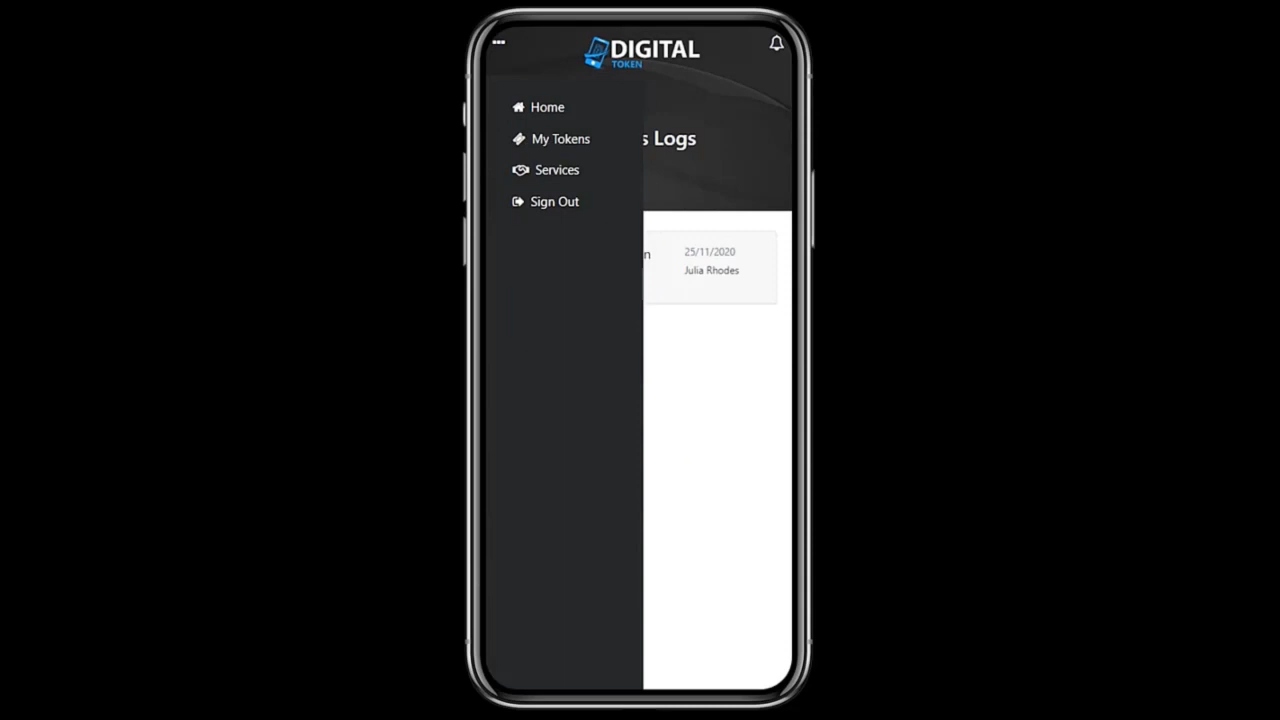 DIGITAL
TOKEN
Home
My Tokens
s Logs
Services
Sign Out
n
25/11/2020
Julia Rhodes